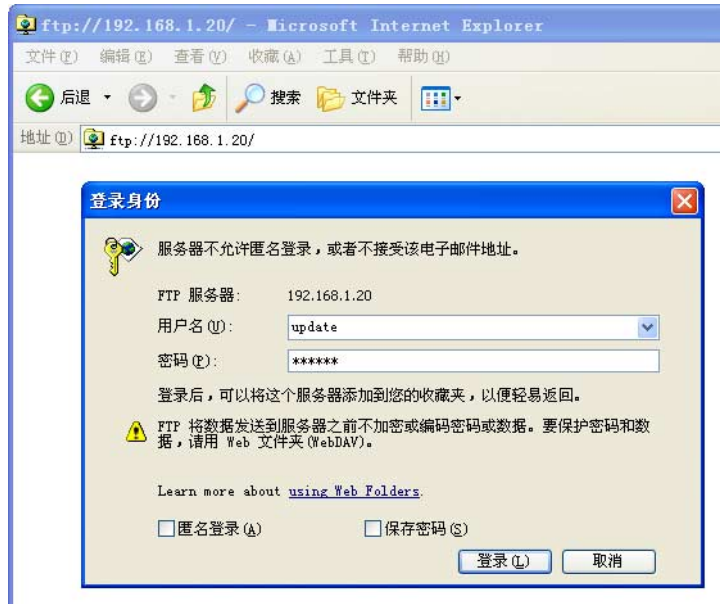 ftp://192.168.1.20/ - Microsoft Internet Explorer
文件(F) 编辑(E) 查看(V) 收藏(A) 工具(T) 帮助(H)
后退 搜索 文件夹
地址(D) ftp://192.168.1.20/
登录身份
服务器不允许匿名登录，或者不接受该电子邮件地址。
FTP 服务器: 192.168.1.20
用户名(U): update
密码(P): ******
登录后，可以将这个服务器添加到您的收藏夹，以便轻易返回。
FTP 将数据发送到服务器之前不加密或编码密码或数据。要保护密码和数
据，请用 Web 文件夹(WebDAV)。
Learn more about using Web Folders.
匿名登录(A) 保存密码(S)
登录(L) 取消